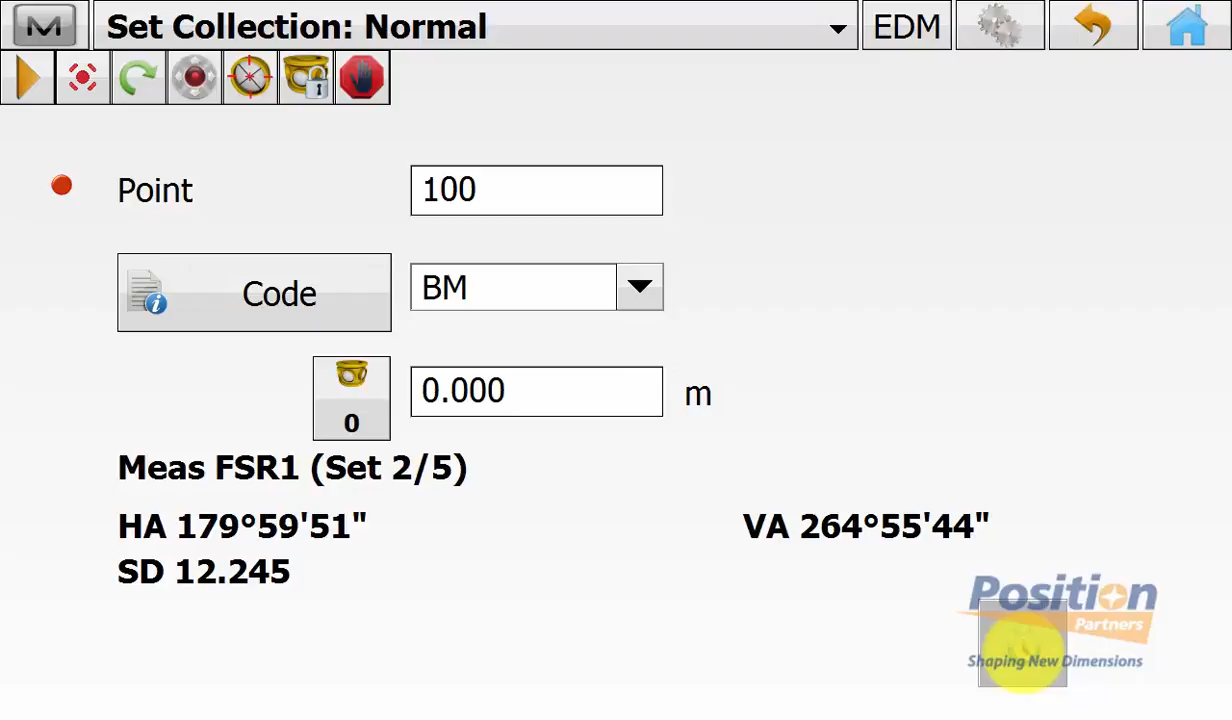 Set Collection: Normal
EDM
Point
100
Code
BM
0
0.000
m
Meas FSR1 (Set 2/5)
HA 179°59'51"
VA 264°55'44"
SD 12.245
Position
Partners
Shaping New Dimensions